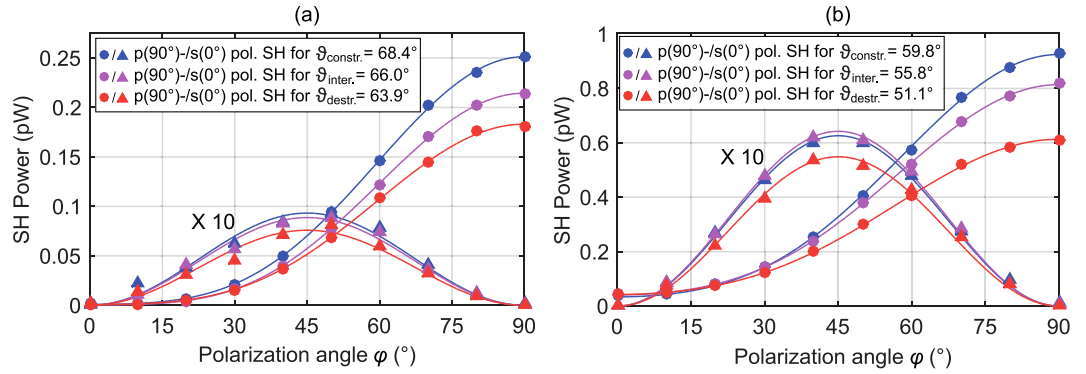 (a)
SH Power (pW)
0.25
0.2
0.15
0.1
0.05
0
● / ▲ p(90°)-/s(0°) pol. SH for ϑconstr.= 68.4°
● / ▲ p(90°)-/s(0°) pol. SH for ϑinter.= 66.0°
● / ▲ p(90°)-/s(0°) pol. SH for ϑdestr.= 63.9°
X 10
0 15 30 45 60 75 90
Polarization angle φ (°)
(b)
SH Power (pW)
1
0.8
0.6
0.4
0.2
0
● / ▲ p(90°)-/s(0°) pol. SH for ϑconstr.= 59.8°
● / ▲ p(90°)-/s(0°) pol. SH for ϑinter.= 55.8°
● / ▲ p(90°)-/s(0°) pol. SH for ϑdestr.= 51.1°
X 10
0 15 30 45 60 75 90
Polarization angle φ (°)